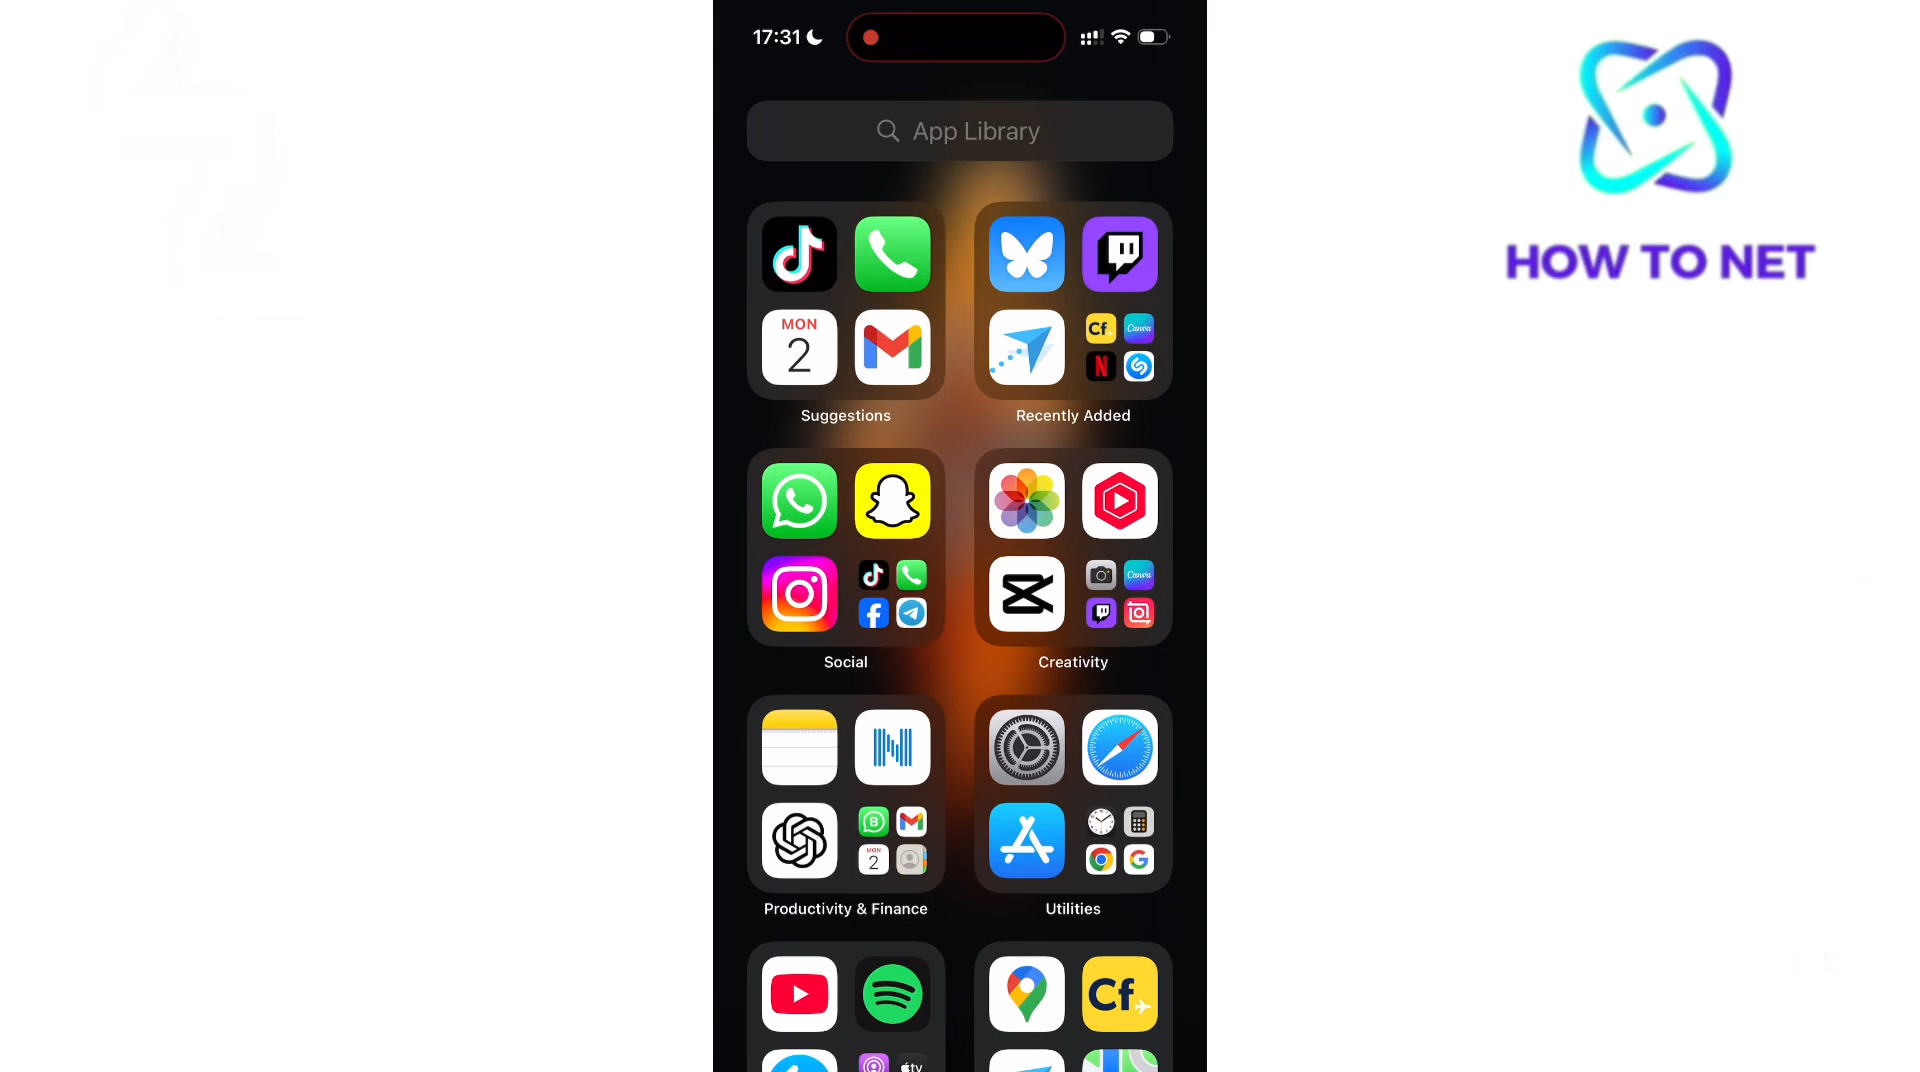 17:31
App Library
HOW TO NET
MON
2
Cf
Canva
N
Suggestions
Recently Added
Canva
Social
Creativity
N
B
MON
2
G
Productivity & Finance
Utilities
Cf
tv